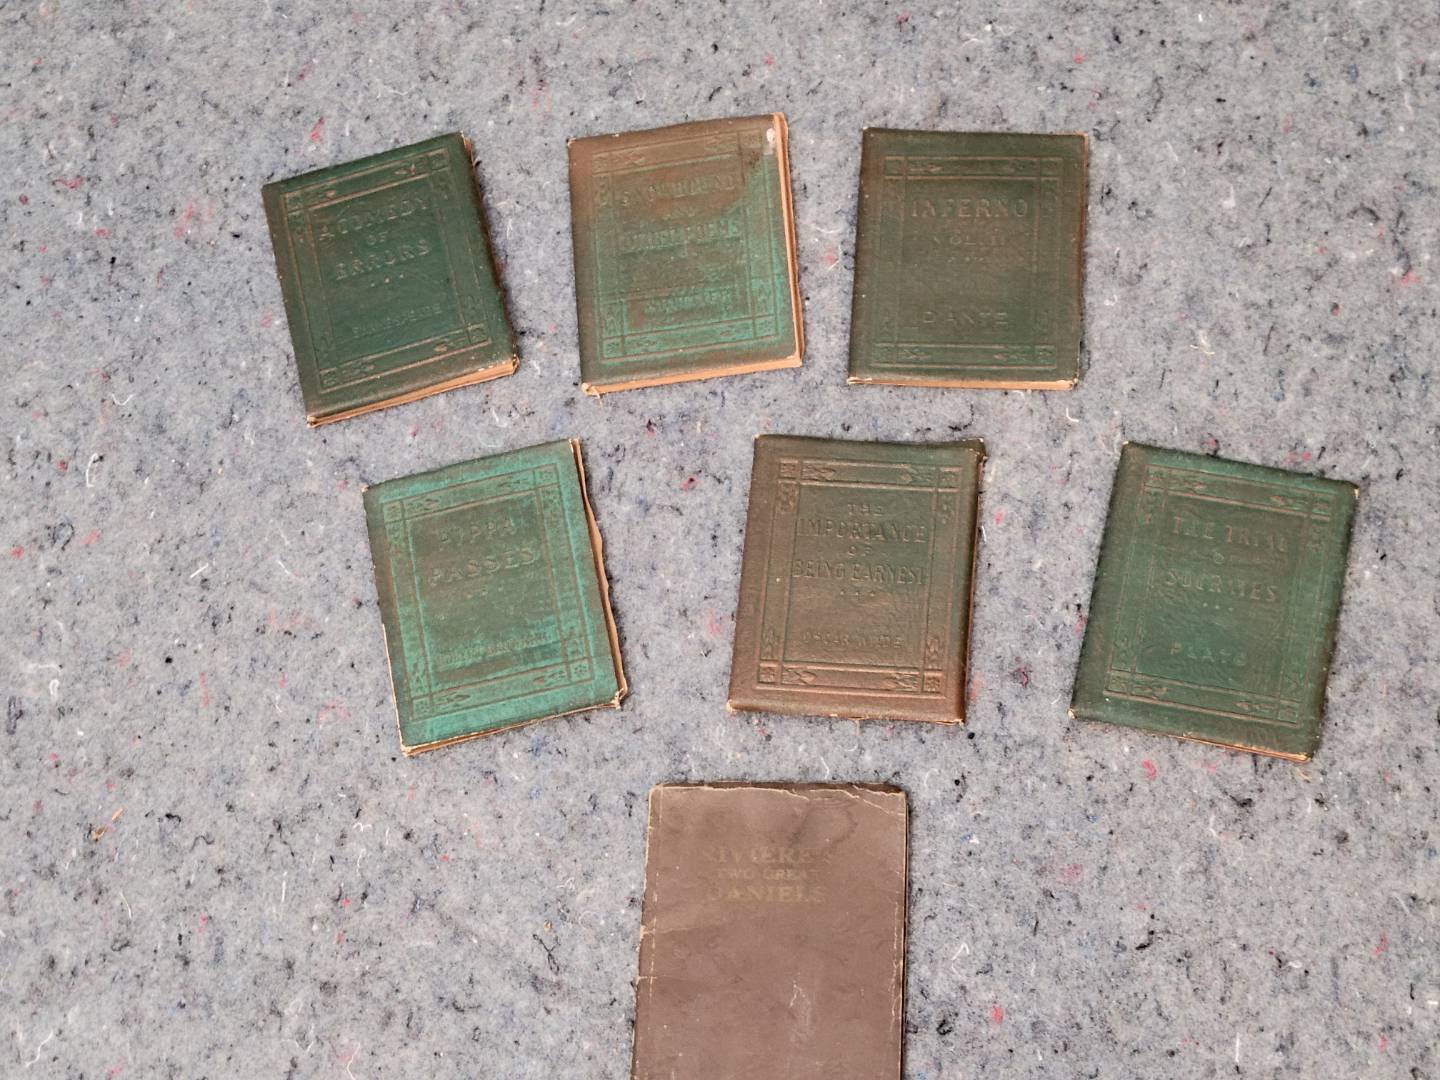 A COMEDY
OF
ERRORS
SHAKESPEARE
SNOWBOUND
AND
OTHER POEMS
WHITTIER
INFERNO
VOL. II
DANTE
PIPPA
PASSES
THE
IMPORTANCE
OF
BEING EARNEST
OSCAR WILDE
THE TRIAL
&
SOCRATES
PLATO
RIVIERE'S
TWO GREAT
DANIELS